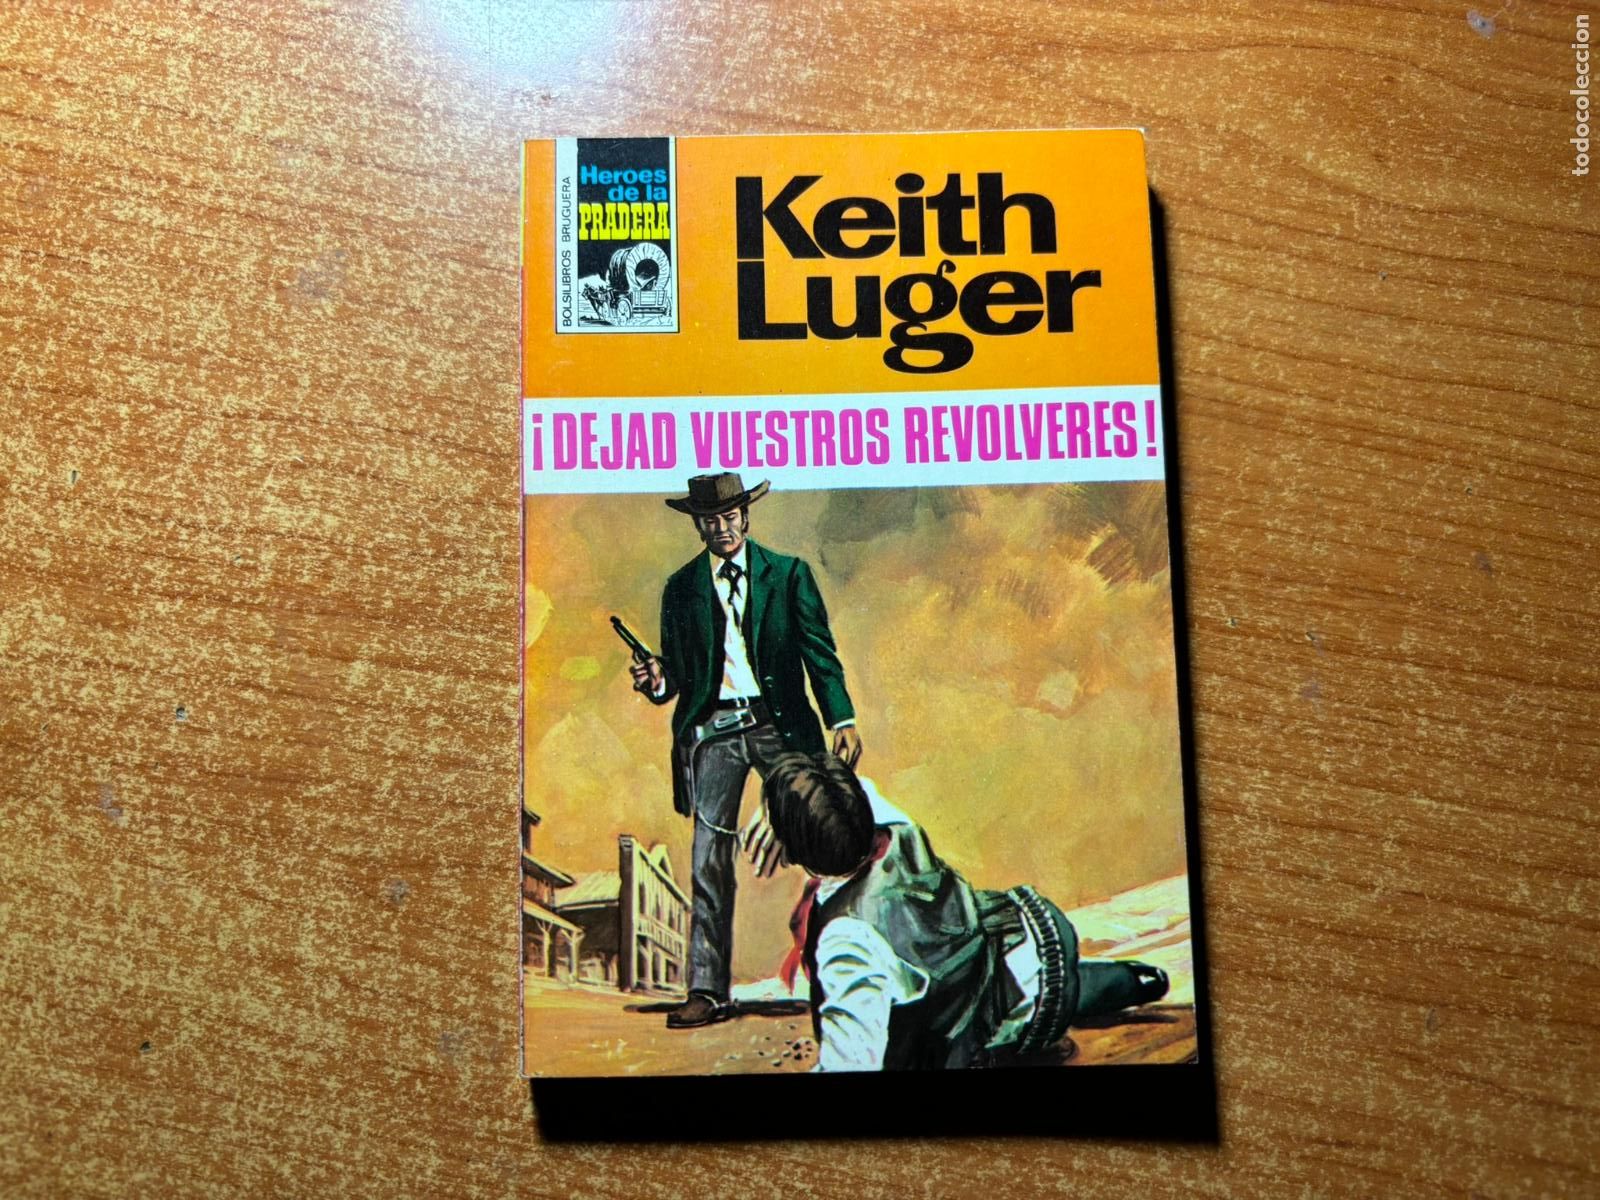 BOLSILIBROS BRUGUERA
Heroes
de la
PRADERA
Keith
Luger
¡DEJAD VUESTROS REVOLVERES!
todocoleccion